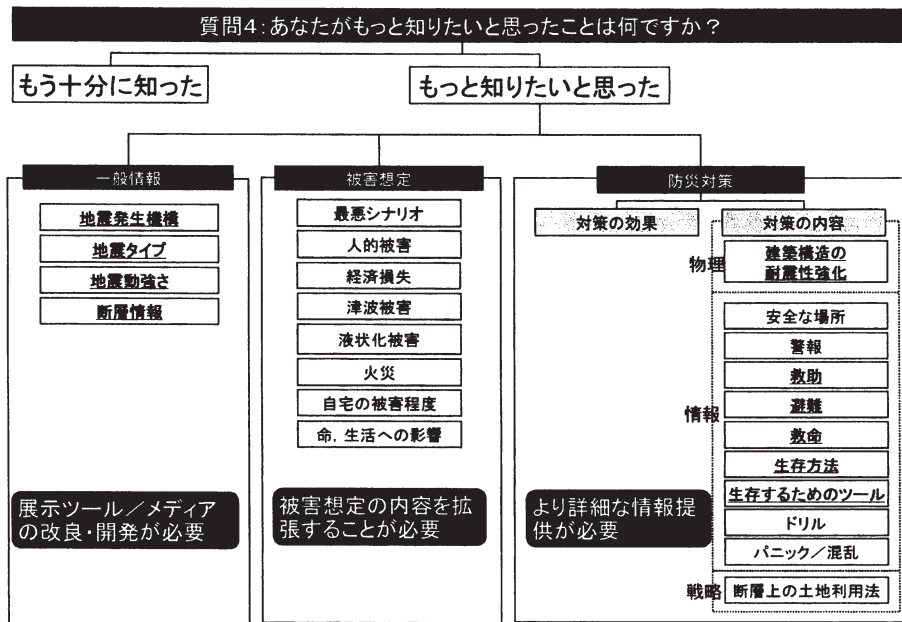 質問4:あなたがもっと知りたいと思ったことは何ですか？
もう十分に知った
もっと知りたいと思った
一般情報
地震発生機構
地震タイプ
地震動強さ
断層情報
展示ツール／メディア
の改良・開発が必要
被害想定
最悪シナリオ
人的被害
経済損失
津波被害
液状化被害
火災
自宅の被害程度
命，生活への影響
被害想定の内容を拡
張することが必要
防災対策
対策の効果
対策の内容
物理
建築構造の
耐震性強化
情報
安全な場所
警報
救助
避難
救命
生存方法
生存するためのツール
ドリル
パニック／混乱
戦略
断層上の土地利用法
より詳細な情報提
供が必要